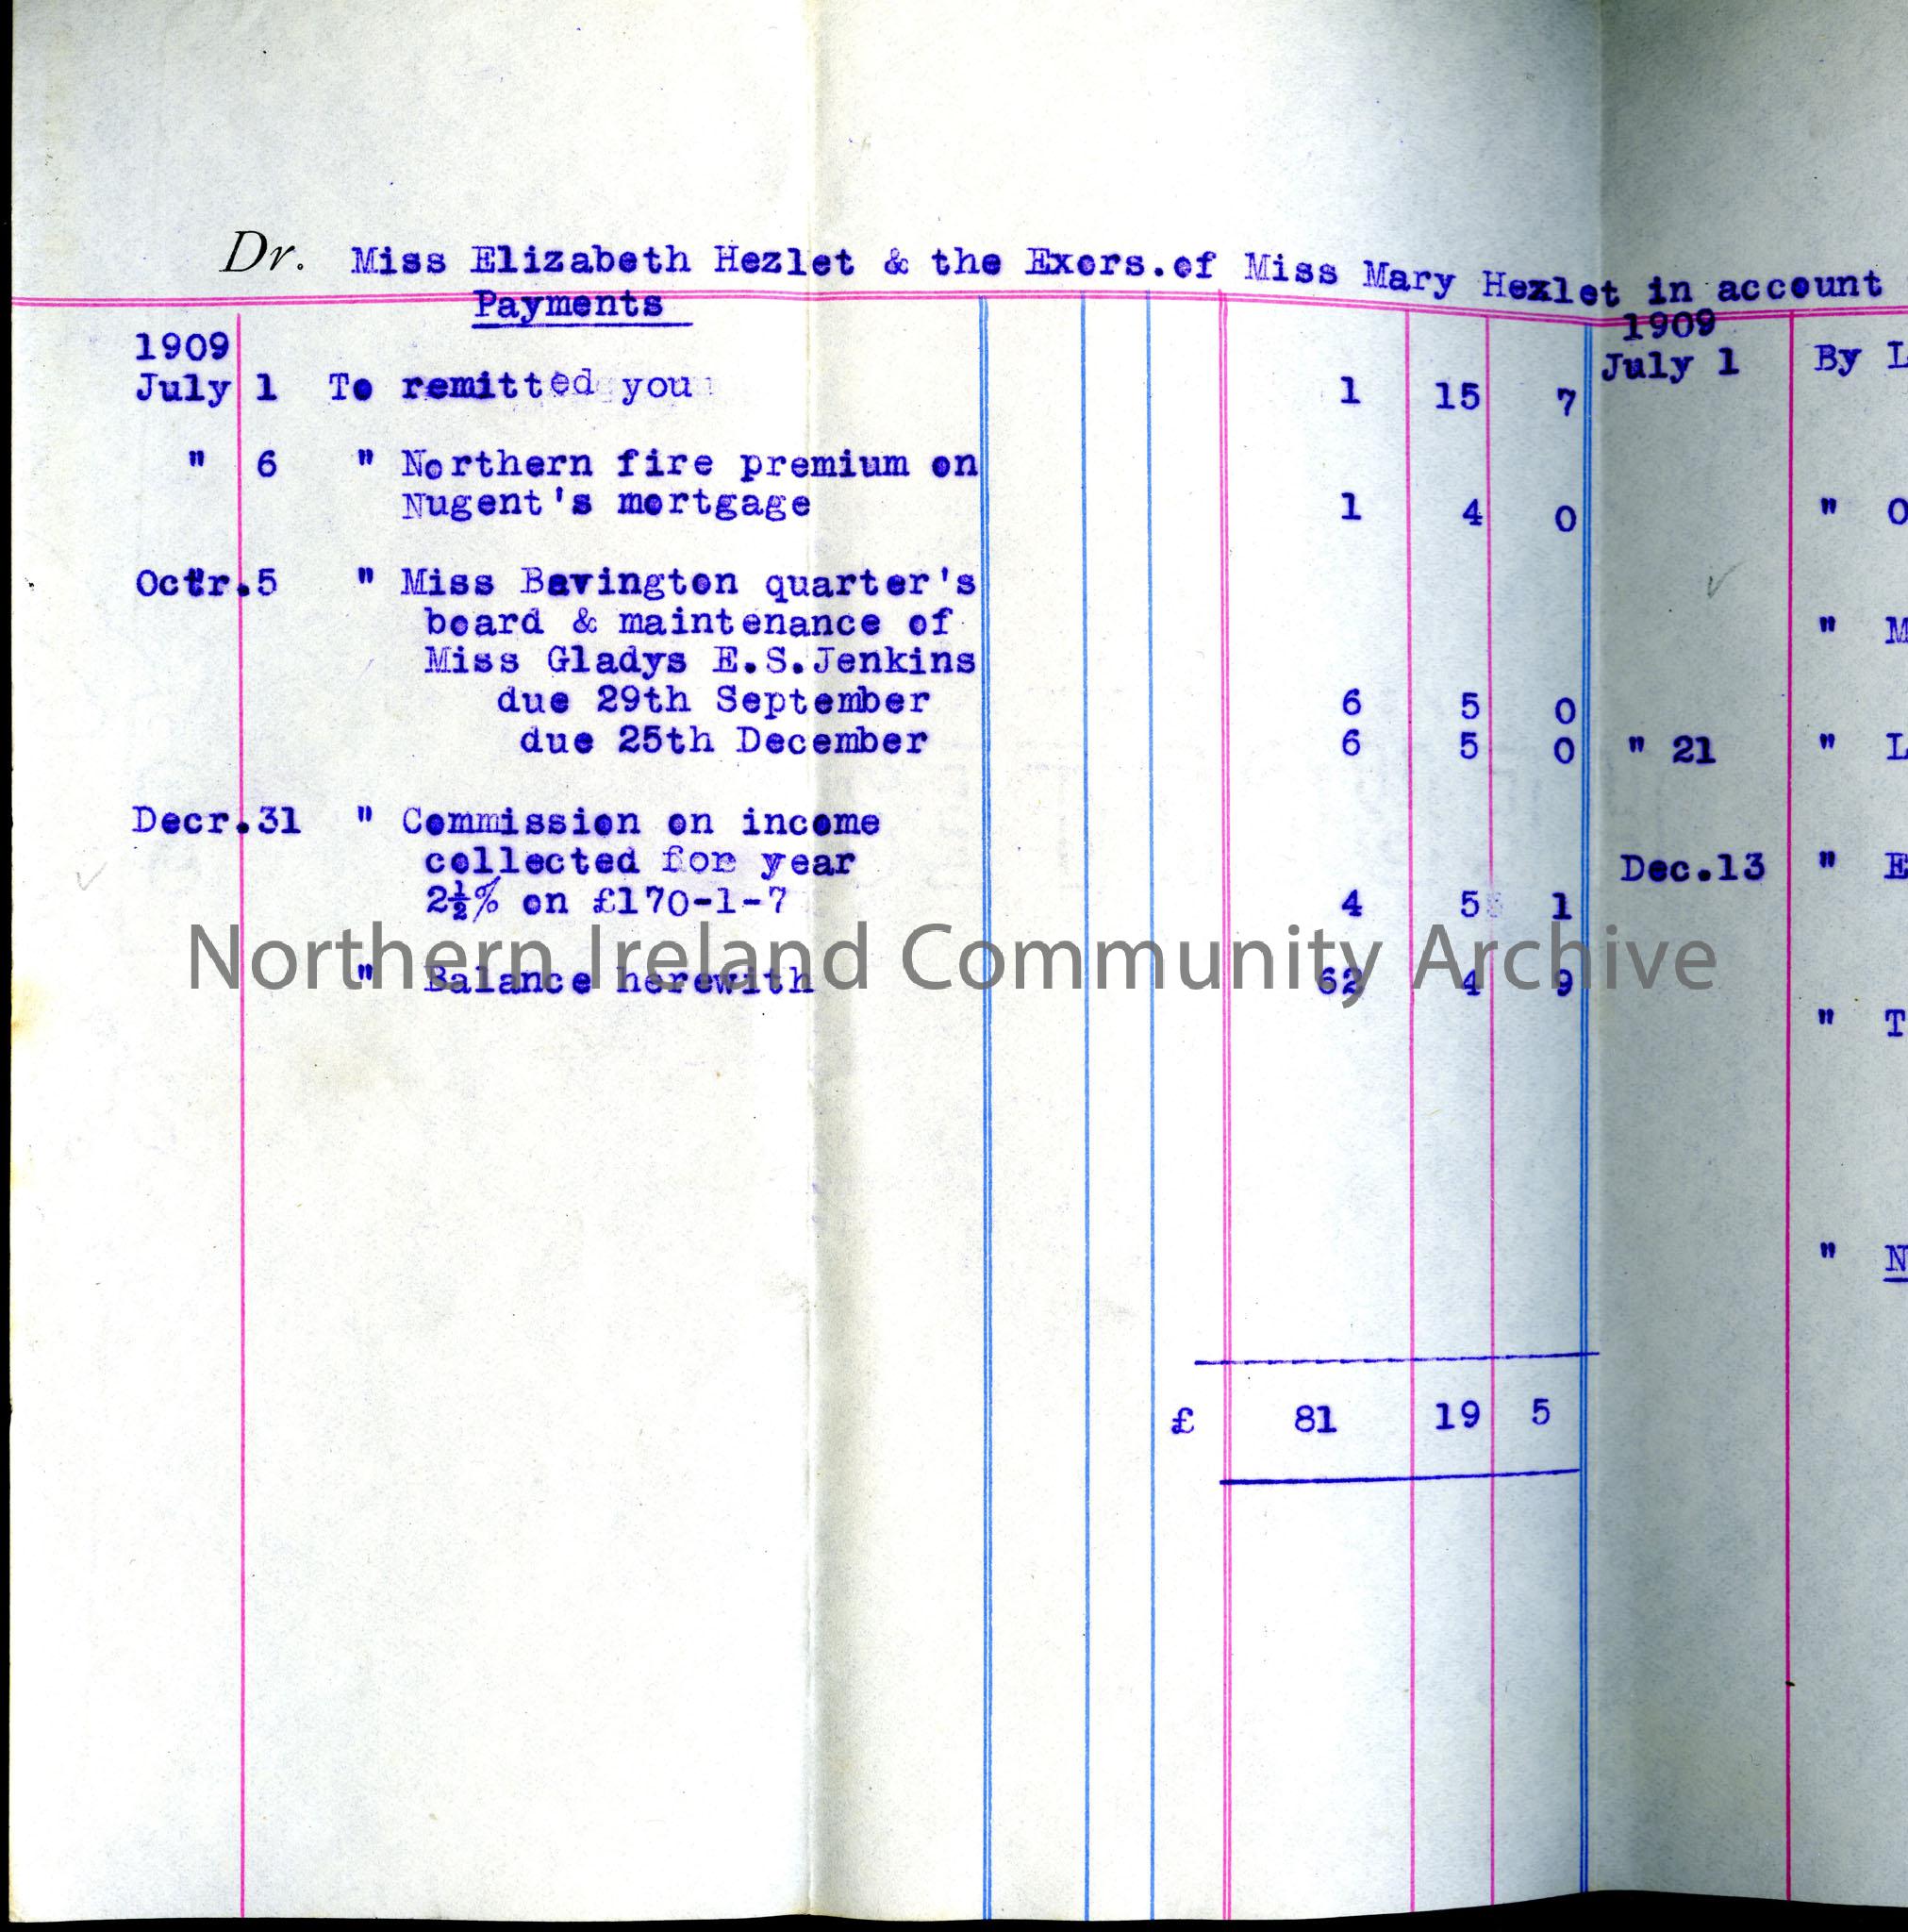 Dr. Miss Elizabeth Hezlet & the Exors.of Miss Mary Hezlet in account
Payments
1909
July 1 To remitted you 1 15 7
" 6 " Northern fire premium on
Nugent's mortgage 1 4 0
Octr.5 " Miss Bavington quarter's
board & maintenance of
Miss Gladys E.S.Jenkins
due 29th September 6 5 0
due 25th December 6 5 0
Decr.31 " Commission on income
collected for year
2½% on £170-1-7 4 5 1
" Balance herewith 62 4 9
£ 81 19 5
1909
July 1 By L
" O
" M
" 21 " L
Dec.13 " E
" T
" N
Northern Ireland Community Archive